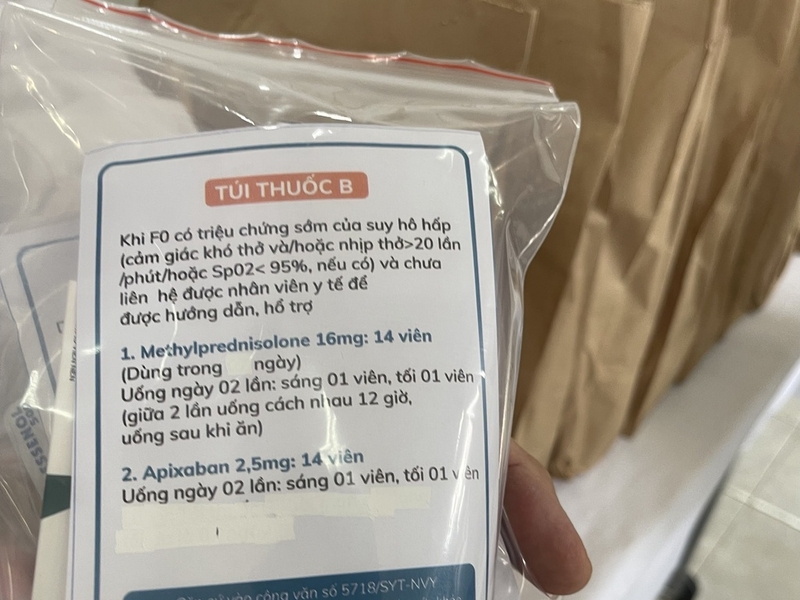 TÚI THUỐC B
Khi F0 có triệu chứng sớm của suy hô hấp
(cảm giác khó thở và/hoặc nhịp thở>20 lần
/phút/hoặc Sp02< 95%, nếu có) và chưa
liên hệ được nhân viên y tế để
được hướng dẫn, hổ trợ
1. Methylprednisolone 16mg: 14 viên
(Dùng trong ngày)
Uống ngày 02 lần: sáng 01 viên, tối 01 viên
(giữa 2 lần uống cách nhau 12 giờ,
uống sau khi ăn)
2. Apixaban 2,5mg: 14 viên
Uống ngày 02 lần: sáng 01 viên, tối 01 viên
vào công văn số 5718/SYT-NVY